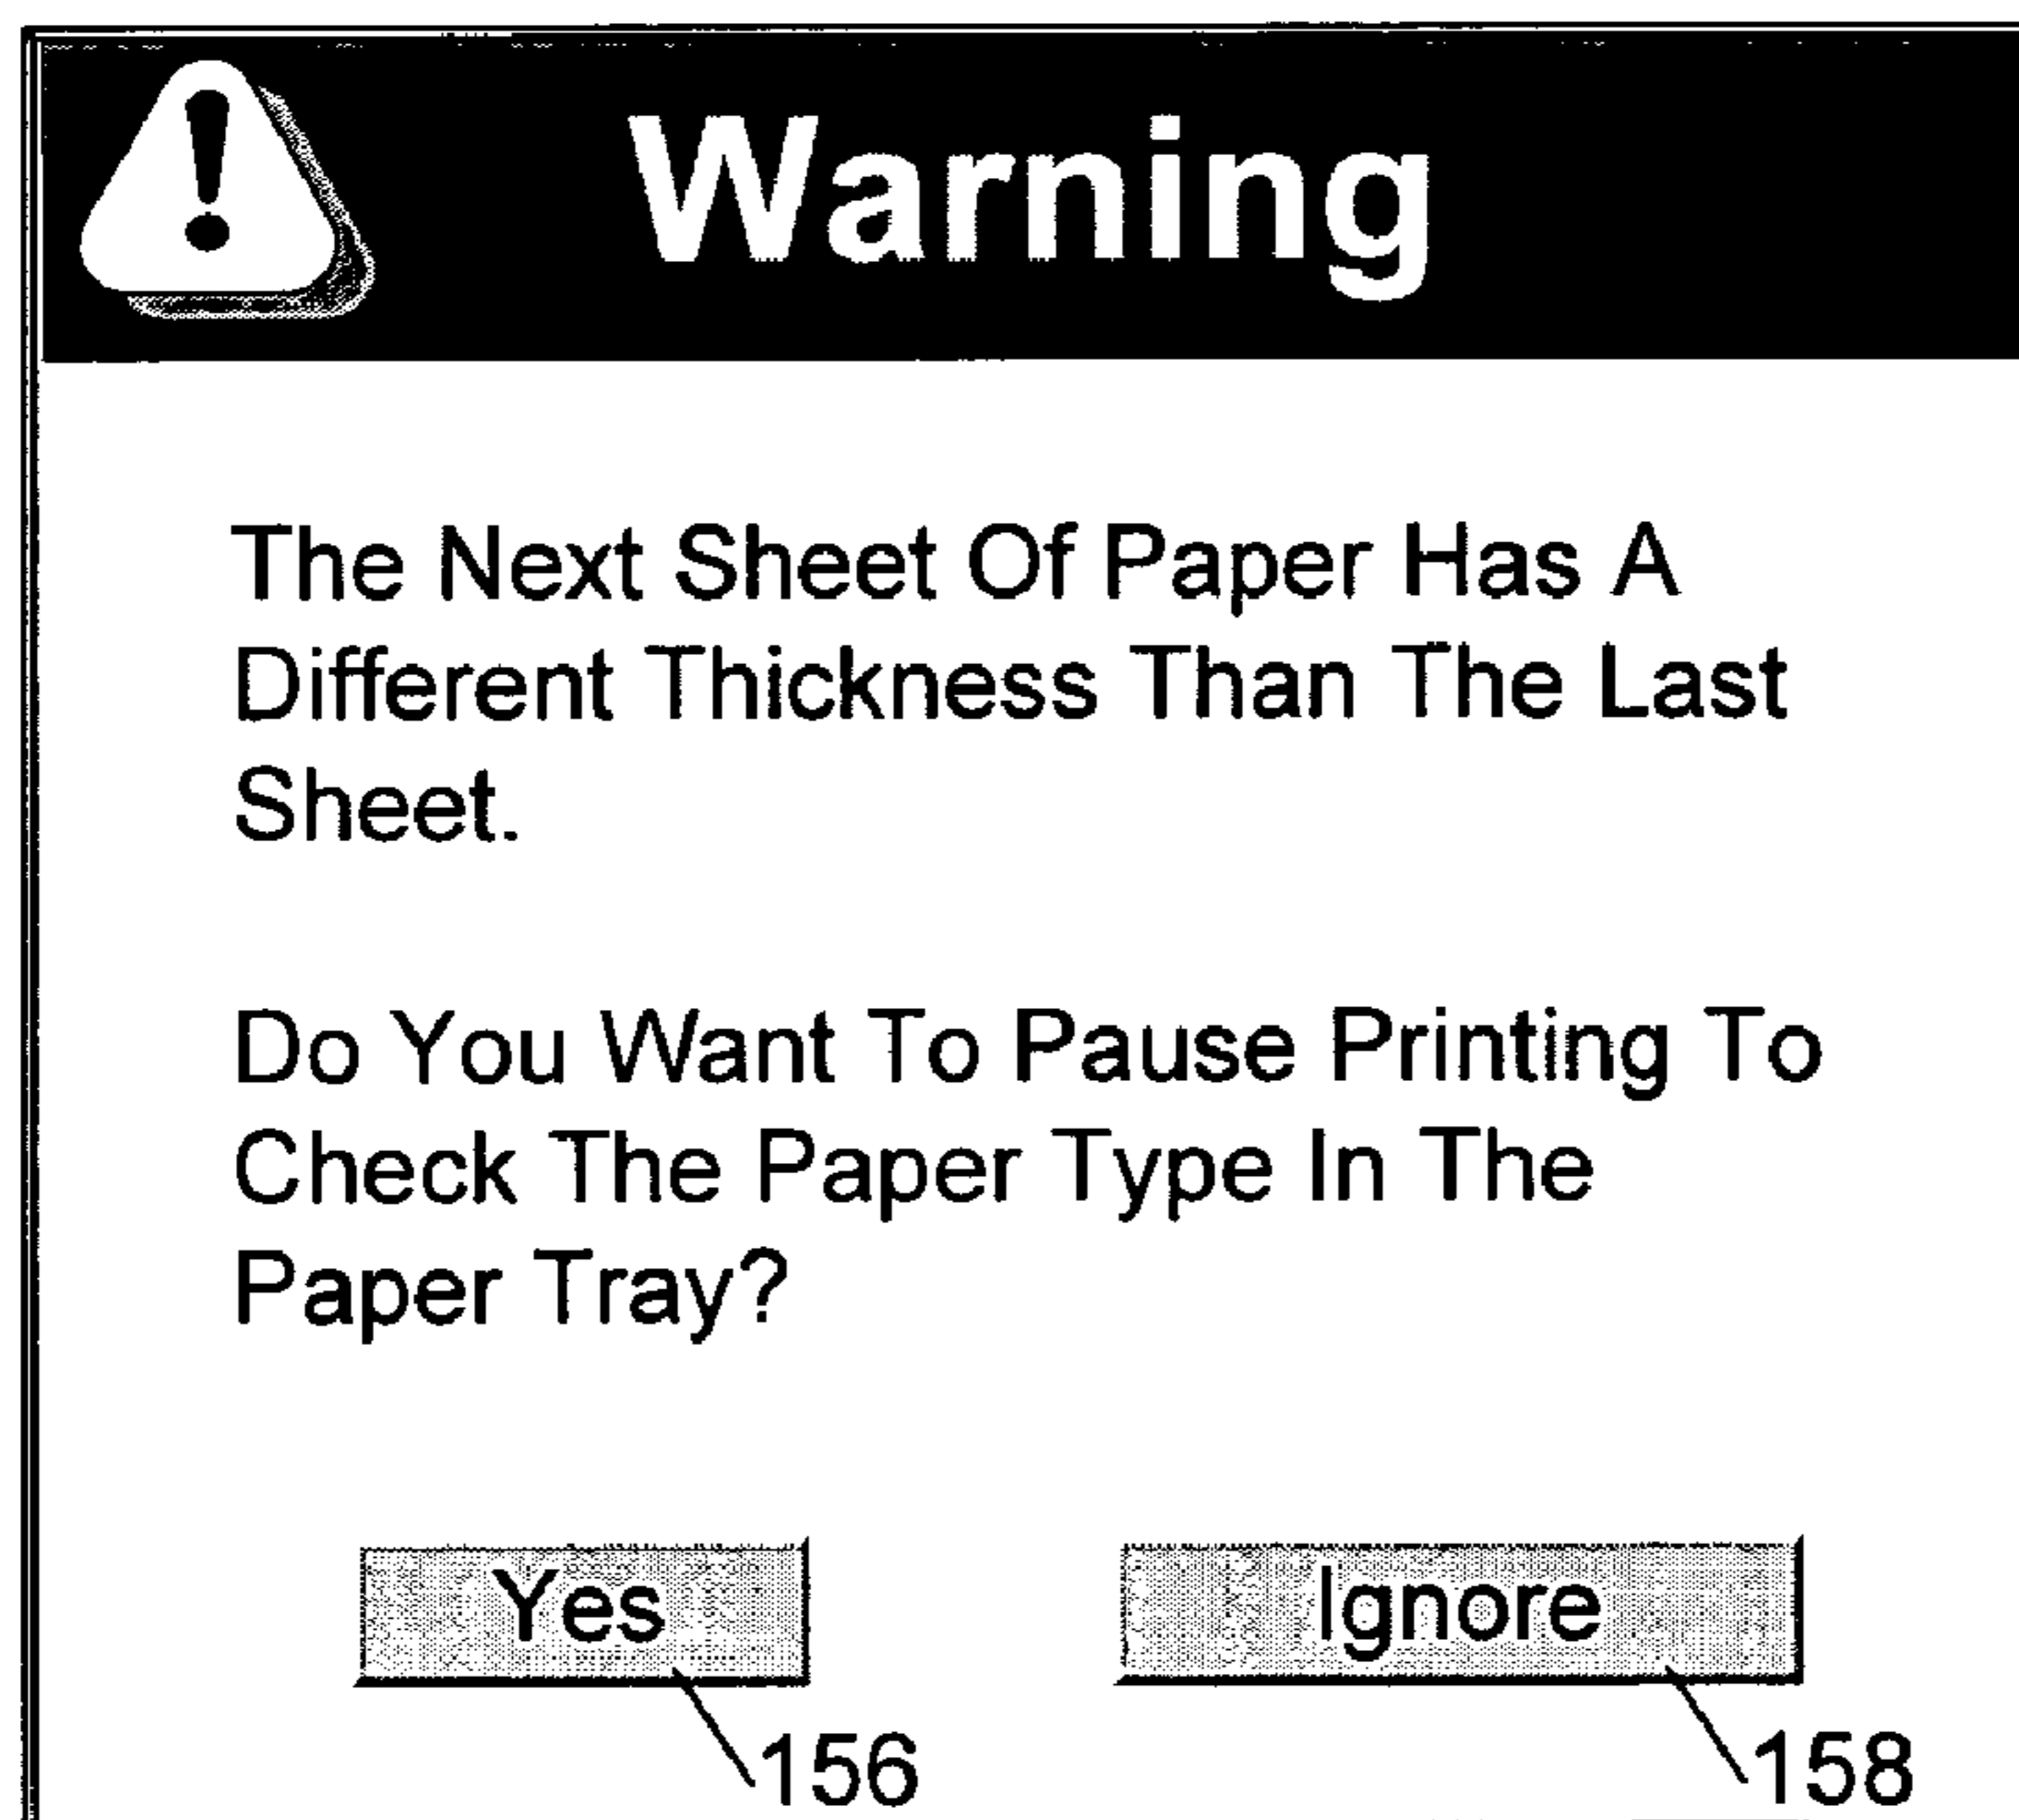 Warning
The Next Sheet Of Paper Has A
Different Thickness Than The Last
Sheet.
Do You Want To Pause Printing To
Check The Paper Type In The
Paper Tray?
Yes Ignore
156 158